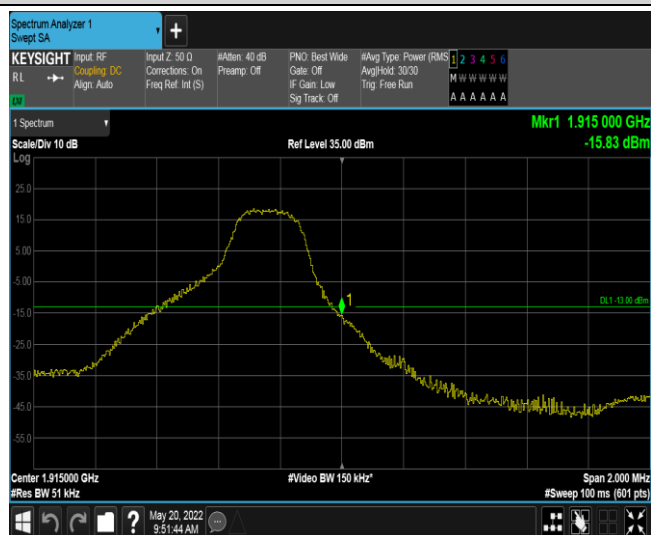 Spectrum Analyzer 1
Swept SA
+
KEYSIGHT
RL
LXI
Input: RF
Coupling: DC
Align: Auto
Input Z: 50 Ω
Corrections: On
Freq Ref: Int (S)
#Atten: 40 dB
Preamp: Off
PNO: Best Wide
Gate: Off
IF Gain: Low
Sig Track: Off
#Avg Type: Power (RMS
Avg|Hold: 30/30
Trig: Free Run
1 2 3 4 5 6
M W W W W W
A A A A A A
1 Spectrum
Scale/Div 10 dB
Ref Level 35.00 dBm
Mkr1 1.915 000 GHz
-15.83 dBm
Log
25.0
15.0
5.00
-5.00
-15.0
-25.0
-35.0
-45.0
-55.0
1
DL1 -13.00 dBm
Center 1.915000 GHz
#Video BW 150 kHz*
Span 2.000 MHz
#Res BW 51 kHz
#Sweep 100 ms (601 pts)
?
May 20, 2022
9:51:44 AM